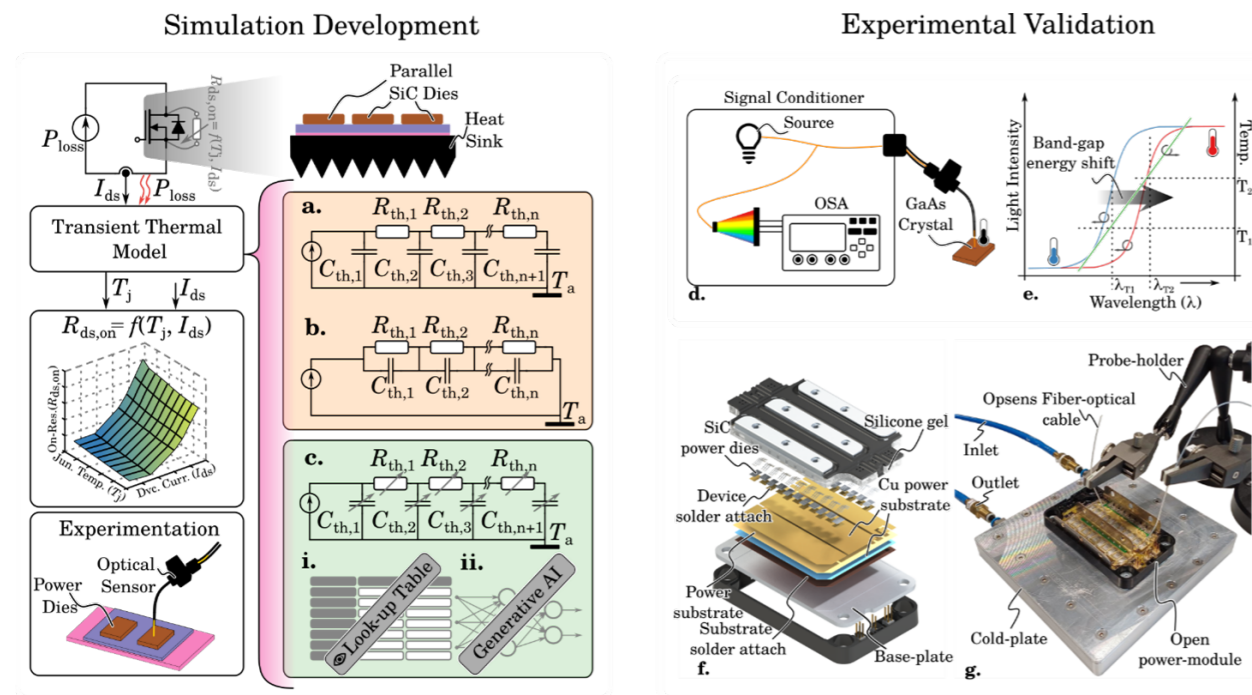 Simulation Development
Experimental Validation
P_loss
R_ds,on = f(T_j, I_ds)
I_ds
P_loss
Parallel
SiC Dies
Heat
Sink
Transient Thermal
Model
T_j
I_ds
R_ds,on = f(T_j, I_ds)
On-Res.(R_ds,on)
Jun. Temp. (T_j)
Dvc. Curr. (I_ds)
Experimentation
Optical
Sensor
Power
Dies
a.
R_th,1 R_th,2 R_th,n
C_th,1 C_th,2 C_th,3 C_th,n+1
T_a
b.
R_th,1 R_th,2 R_th,n
C_th,1 C_th,2 C_th,n
T_a
c.
R_th,1 R_th,2 R_th,n
C_th,1 C_th,2 C_th,3 C_th,n+1
T_a
i.
Look-up Table
ii.
Generative AI
Signal Conditioner
Source
OSA
GaAs
Crystal
d.
Light Intensity
Temp.
Band-gap
energy shift
T_2
T_1
λ_T1 λ_T2
e.
Wavelength (λ)
SiC
power dies
Silicone gel
Device
solder attach
Cu power
substrate
Power
substrate
Substrate
solder attach
Base-plate
f.
Probe-holder
Opsens Fiber-optical
cable
Inlet
Outlet
Cold-plate
Open
power-module
g.